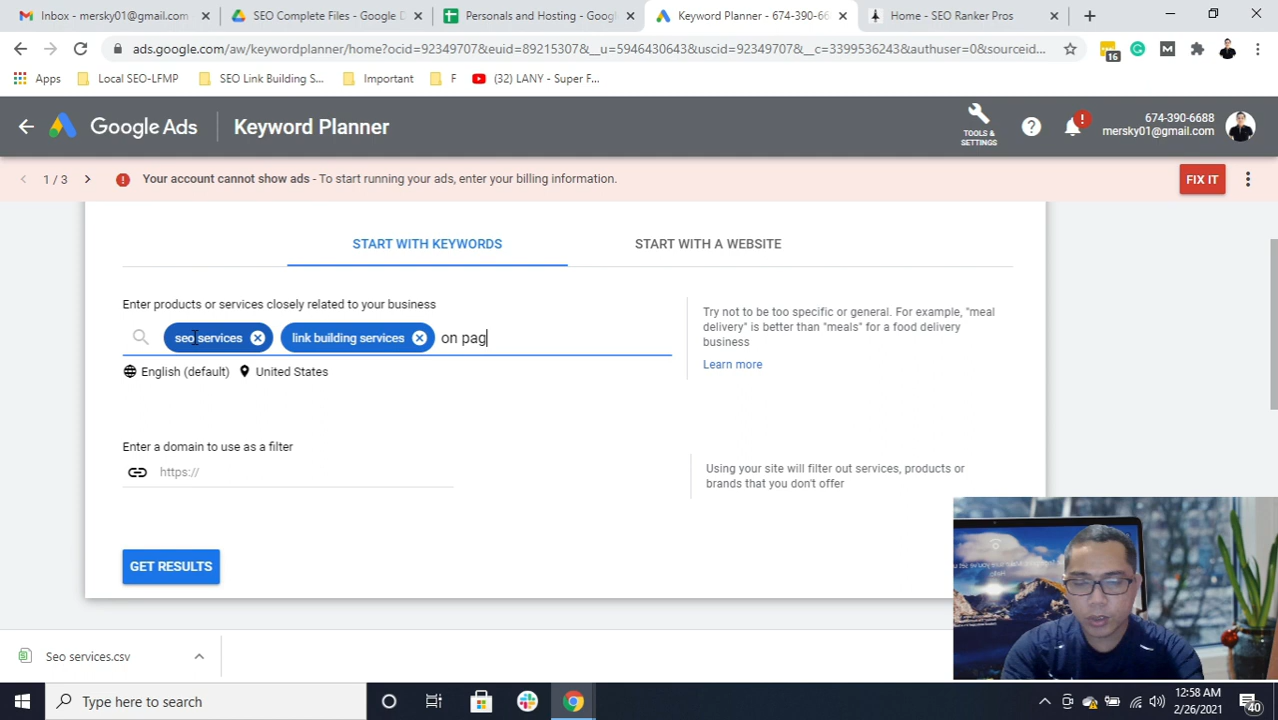 Inbox - mersky01@gmail.com
SEO Complete Files - Google D
Personals and Hosting - Goog
Keyword Planner - 674-390-66
Home - SEO Ranker Pros
ads.google.com/aw/keywordplanner/home?ocid=92349707&euid=89215307&__u=5946430643&uscid=92349707&__c=3399536243&authuser=0&sourceid...
16
M
Apps
Local SEO-LFMP
SEO Link Building S...
Important
F
(32) LANY - Super F...
Google Ads
Keyword Planner
TOOLS &
SETTINGS
674-390-6688
mersky01@gmail.com
1 / 3
Your account cannot show ads - To start running your ads, enter your billing information.
FIX IT
START WITH KEYWORDS
START WITH A WEBSITE
Enter products or services closely related to your business
seo services
link building services
on pag
English (default)
United States
Try not to be too specific or general. For example, "meal
delivery" is better than "meals" for a food delivery
business
Learn more
Enter a domain to use as a filter
https://
Using your site will filter out services, products or
brands that you don't offer
GET RESULTS
Seo services.csv
Type here to search
12:58 AM
2/26/2021
40